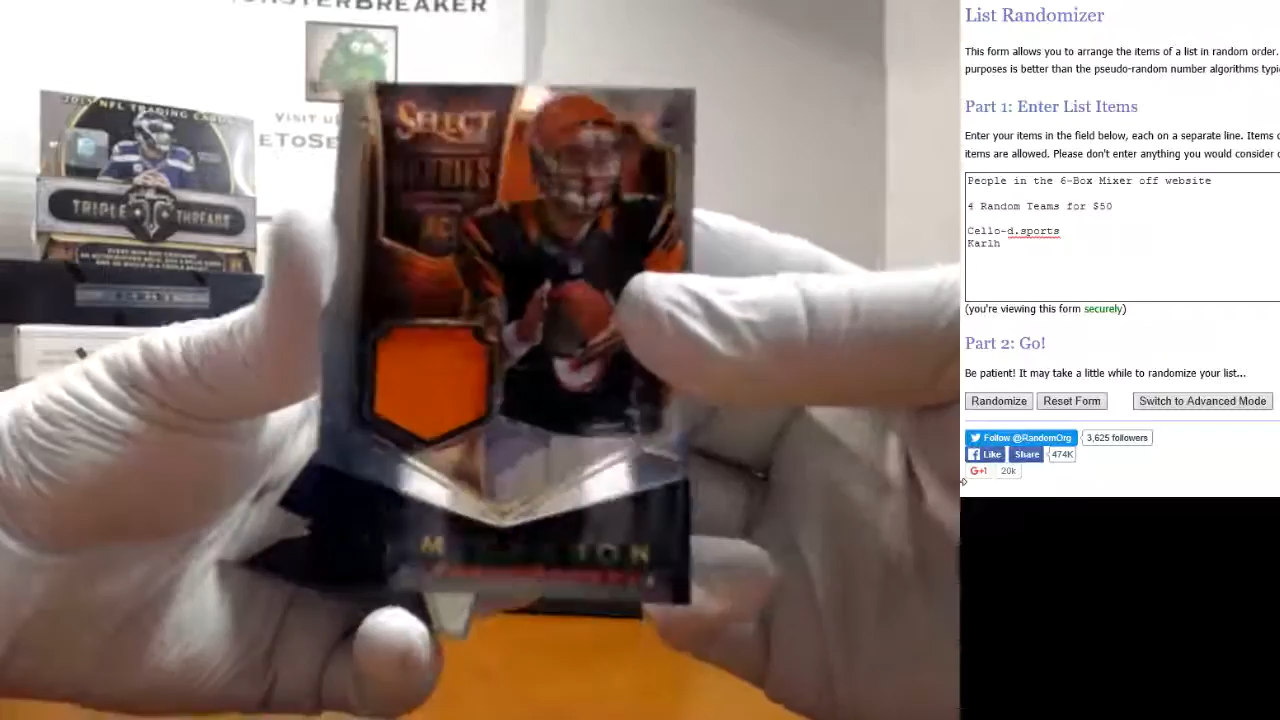 NSTERBREAKER
VISIT U
ETOSE
2015 NFL TRADING CARDS
TRIPLE THREADS
SELECT
RC
M TON
List Randomizer
This form allows you to arrange the items of a list in random order.
purposes is better than the pseudo-random number algorithms typi
Part 1: Enter List Items
Enter your items in the field below, each on a separate line. Items c
items are allowed. Please don't enter anything you would consider c
People in the 6-Box Mixer off website
4 Random Teams for $50
Cello-d.sports
Karlh
(you're viewing this form securely)
Part 2: Go!
Be patient! It may take a little while to randomize your list...
Randomize Reset Form Switch to Advanced Mode
Follow @RandomOrg 3,625 followers
Like Share 474K
G+1 20k